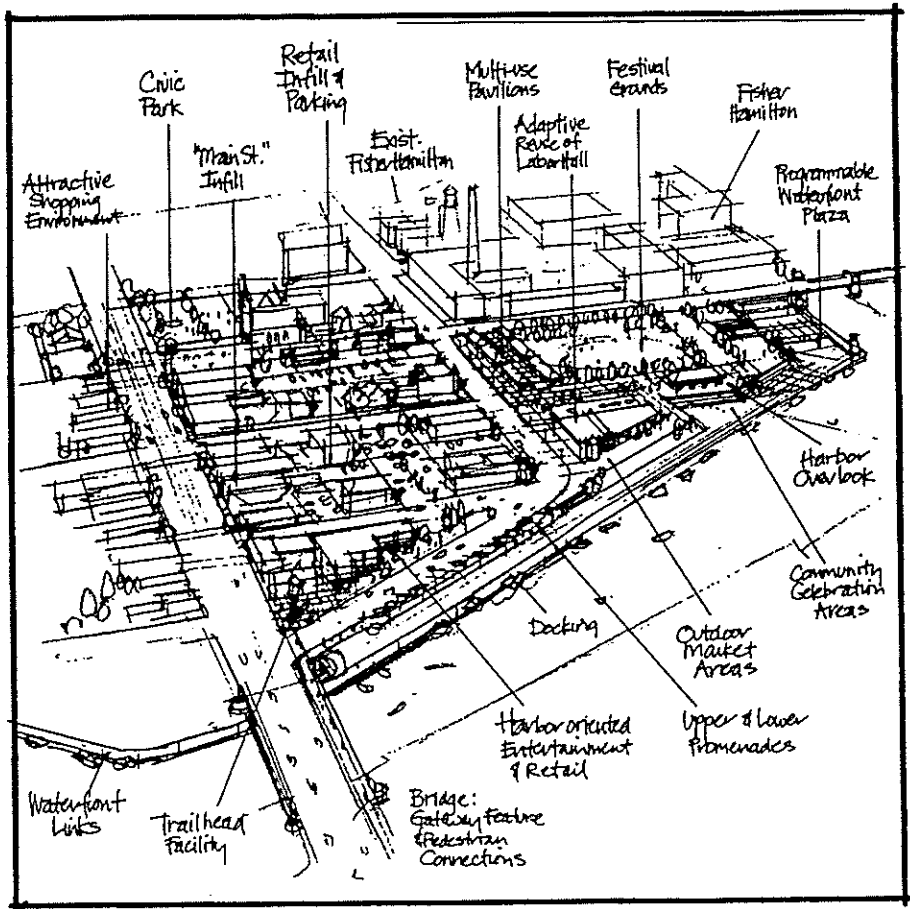 Civic
Park
Retail
Infill &
Parking
Multi-use
Pavilions
Festival
Grounds
Fisher
Hamilton
"Main St."
Infill
Exist.
Fisher Hamilton
Adaptive
Reuse of
Labor Hall
Attractive
Shopping
Environment
Programmable
Waterfront
Plaza
Harbor
Overlook
Community
Celebration
Areas
Docking
Outdoor
Market
Areas
Harbor oriented
Entertainment
& Retail
Upper & Lower
Promenades
Waterfront
Links
Trailhead
Facility
Bridge:
Gateway Feature
& Pedestrian
Connections